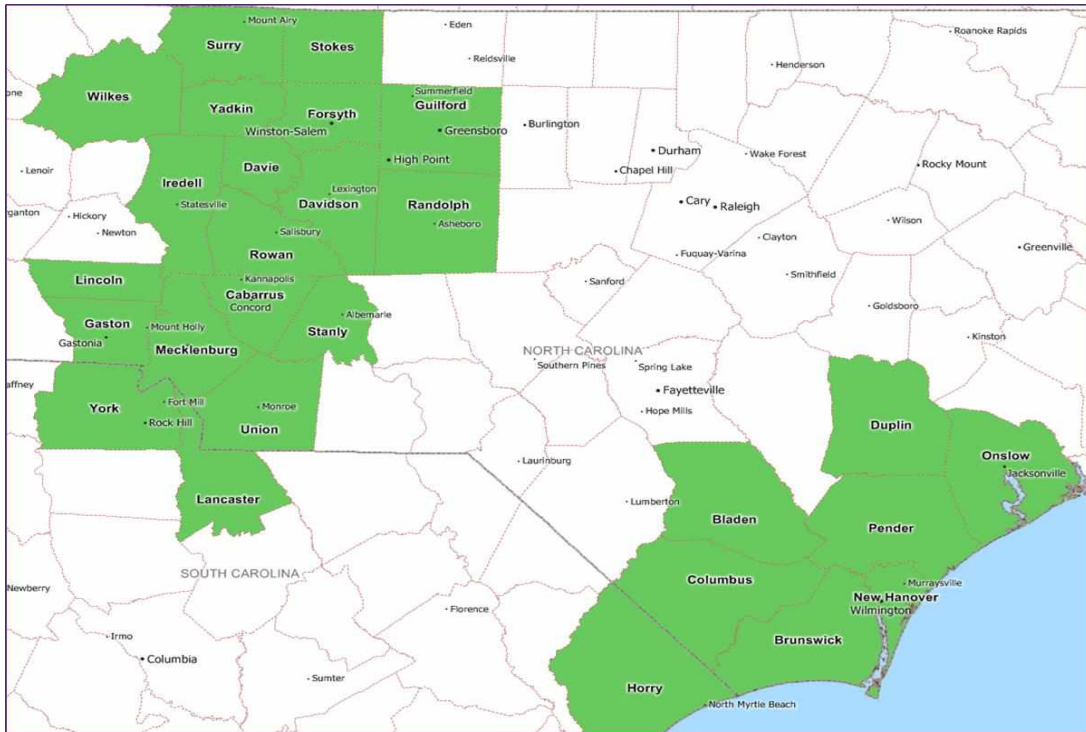 Mount Airy
Eden
Roanoke Rapids
Surry
Stokes
Reidsville
Henderson
Wilkes
Summerfield
Yadkin
Forsyth
Guilford
Winston-Salem
Greensboro
Burlington
Durham
Wake Forest
High Point
Chapel Hill
Rocky Mount
Lenoir
Davie
Iredell
Lexington
Statesville
Davidson
Randolph
Cary
Raleigh
rganton
Hickory
Newton
Asheboro
Wilson
Salisbury
Clayton
Greenville
Rowan
Fuquay-Varina
Lincoln
Kannapolis
Sanford
Smithfield
Cabarrus
Concord
Goldsboro
Gaston
Mount Holly
Albemarle
Stanly
Gastonia
Mecklenburg
Kinston
NORTH CAROLINA
Southern Pines
Spring Lake
affney
Fayetteville
York
Fort Mill
Monroe
Hope Mills
Rock Hill
Union
Duplin
Onslow
Laurinburg
Jacksonville
Lancaster
Lumberton
Bladen
Pender
SOUTH CAROLINA
Columbus
Newberry
Murraysville
New Hanover
Wilmington
Florence
Irmo
Brunswick
Columbia
Sumter
Horry
North Myrtle Beach